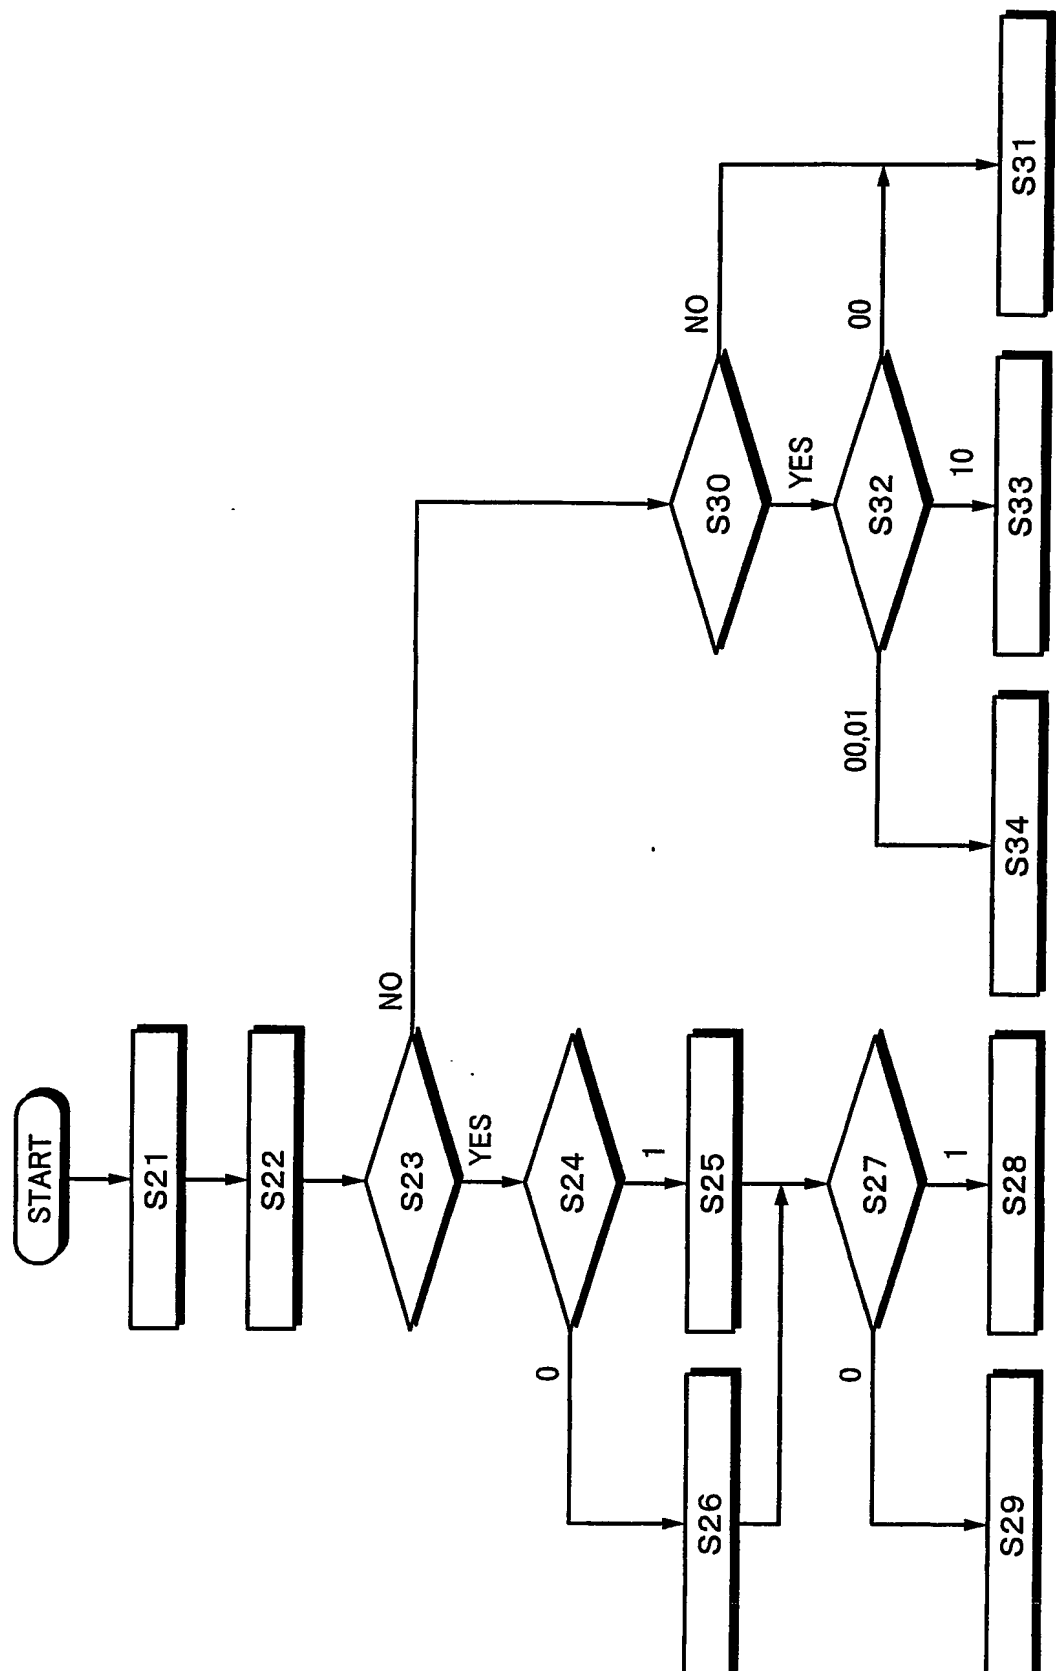 START
S21
S22
S23
NO
YES
S24
0
1
S26
S25
S27
0
1
S29
S28
S30
NO
YES
S32
00,01
10
00
S34
S33
S31